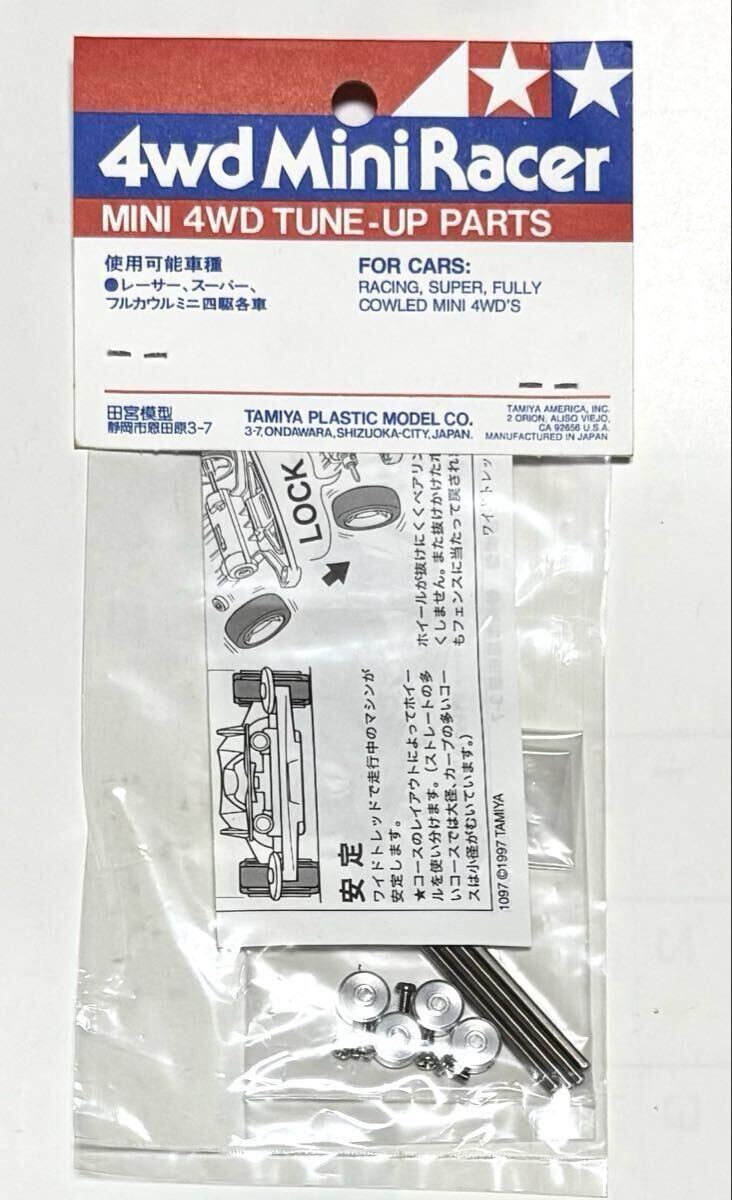 4wd Mini Racer
MINI 4WD TUNE-UP PARTS
使用可能車種
●レーサー、スーパー、
フルカウルミニ四駆各車
FOR CARS:
RACING, SUPER, FULLY
COWLED MINI 4WD'S
田宮模型
静岡市恩田原3-7
TAMIYA PLASTIC MODEL CO.
3-7, ONDAWARA, SHIZUOKA-CITY, JAPAN.
TAMIYA AMERICA, INC.
2 ORION, ALISO VIEJO,
CA 92656 U.S.A.
MANUFACTURED IN JAPAN
LOCK
ホイールが抜けにくくベアリン
くしません。また抜けかけたホ
もフェンスに当たって戻され
ワイドトレッ
安定
ワイドトレッドで走行中のマシンが
安定します。
★コースのレイアウトによってホイー
ルを使い分けます。(ストレートの多
いコースでは大径、カーブの多いコー
スは小径がむいています。)
1097 ©1997 TAMIYA